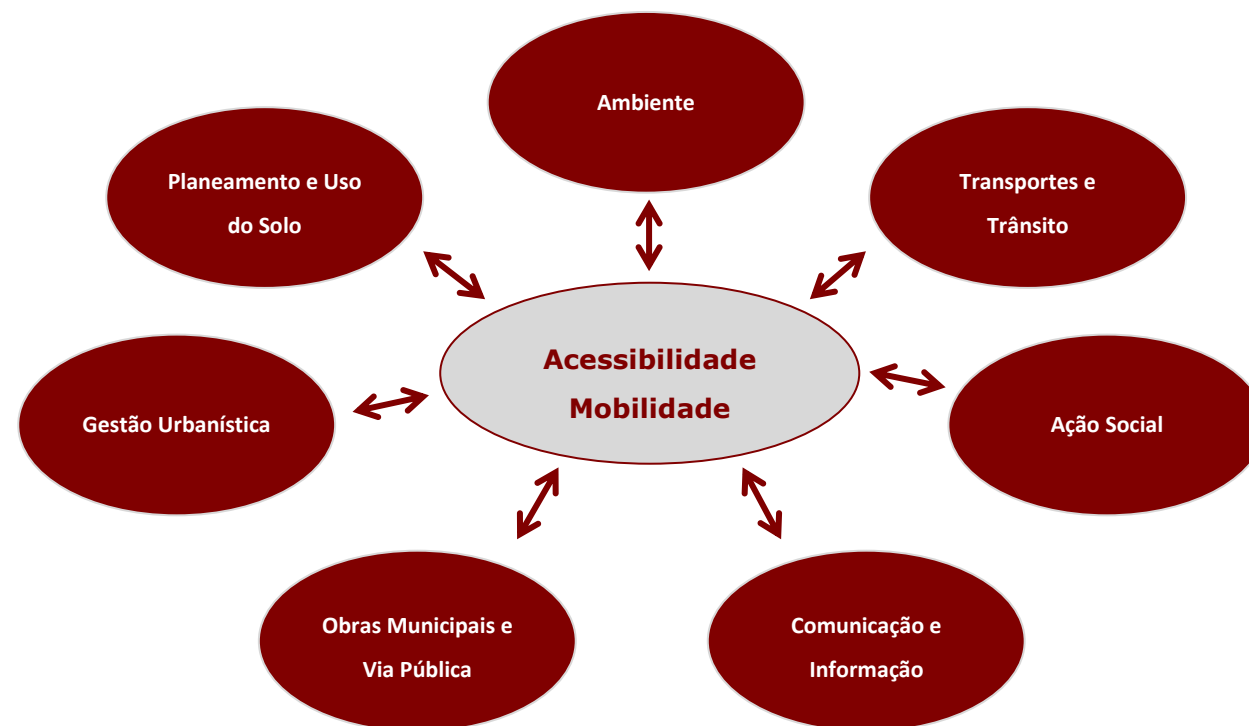 Ambiente
Planeamento e Uso
do Solo
Transportes e
Trânsito
Acessibilidade
Mobilidade
Gestão Urbanística
Ação Social
Obras Municipais e
Via Pública
Comunicação e
Informação